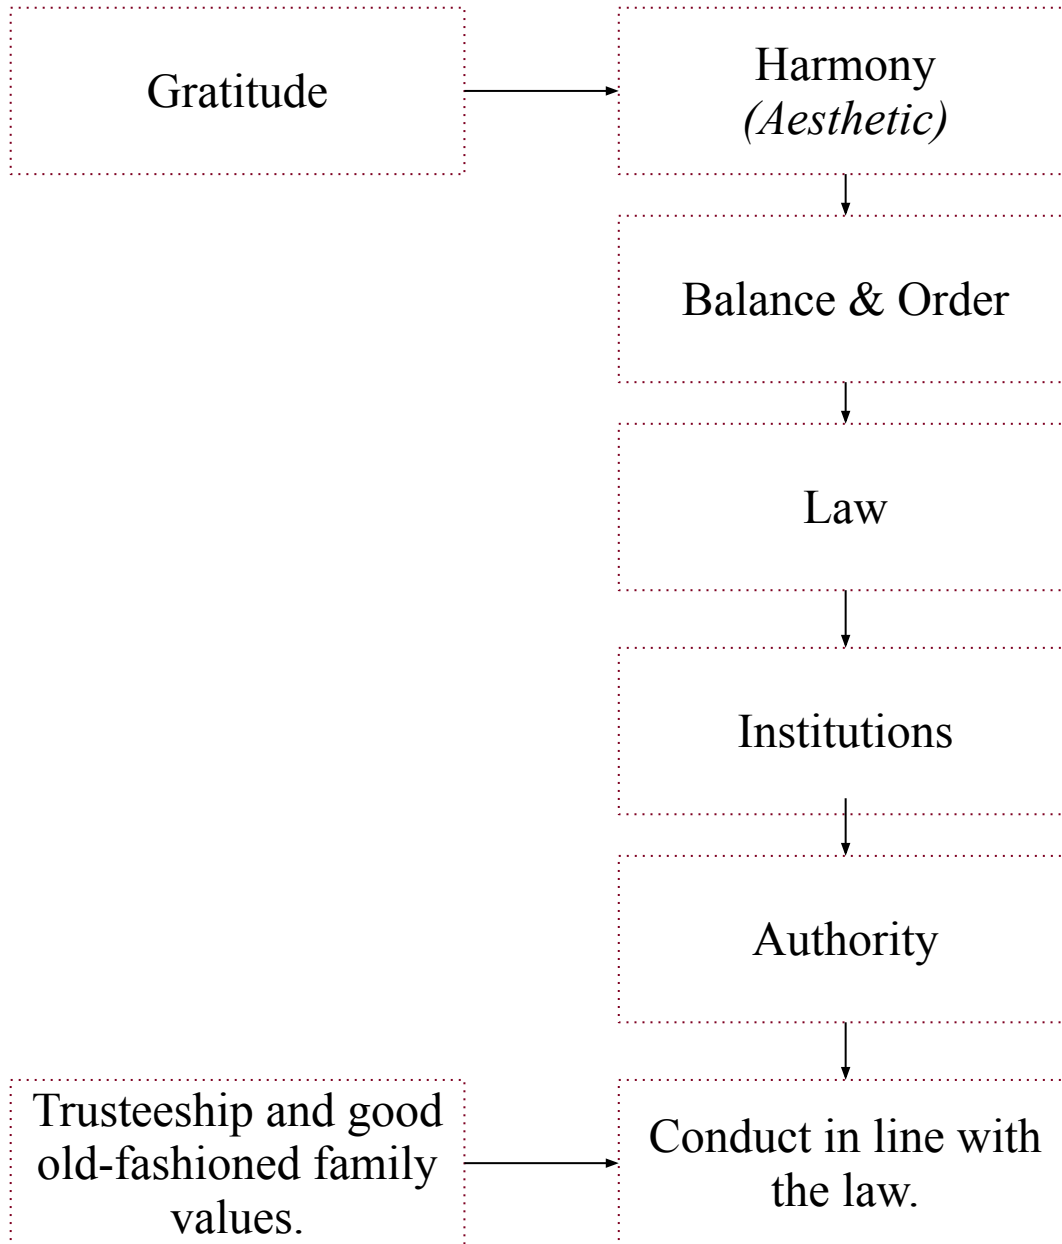 Gratitude
Harmony
(Aesthetic)
Balance & Order
Law
Institutions
Authority
Trusteeship and good
old-fashioned family
values.
Conduct in line with
the law.